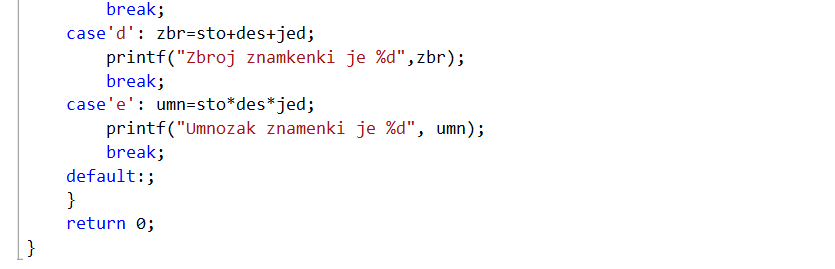 break;
case'd': zbr=sto+des+jed;
printf("Zbroj znamkenki je %d",zbr);
break;
case'e': umn=sto*des*jed;
printf("Umnozak znamenki je %d", umn);
break;
default:;
}
return 0;
}